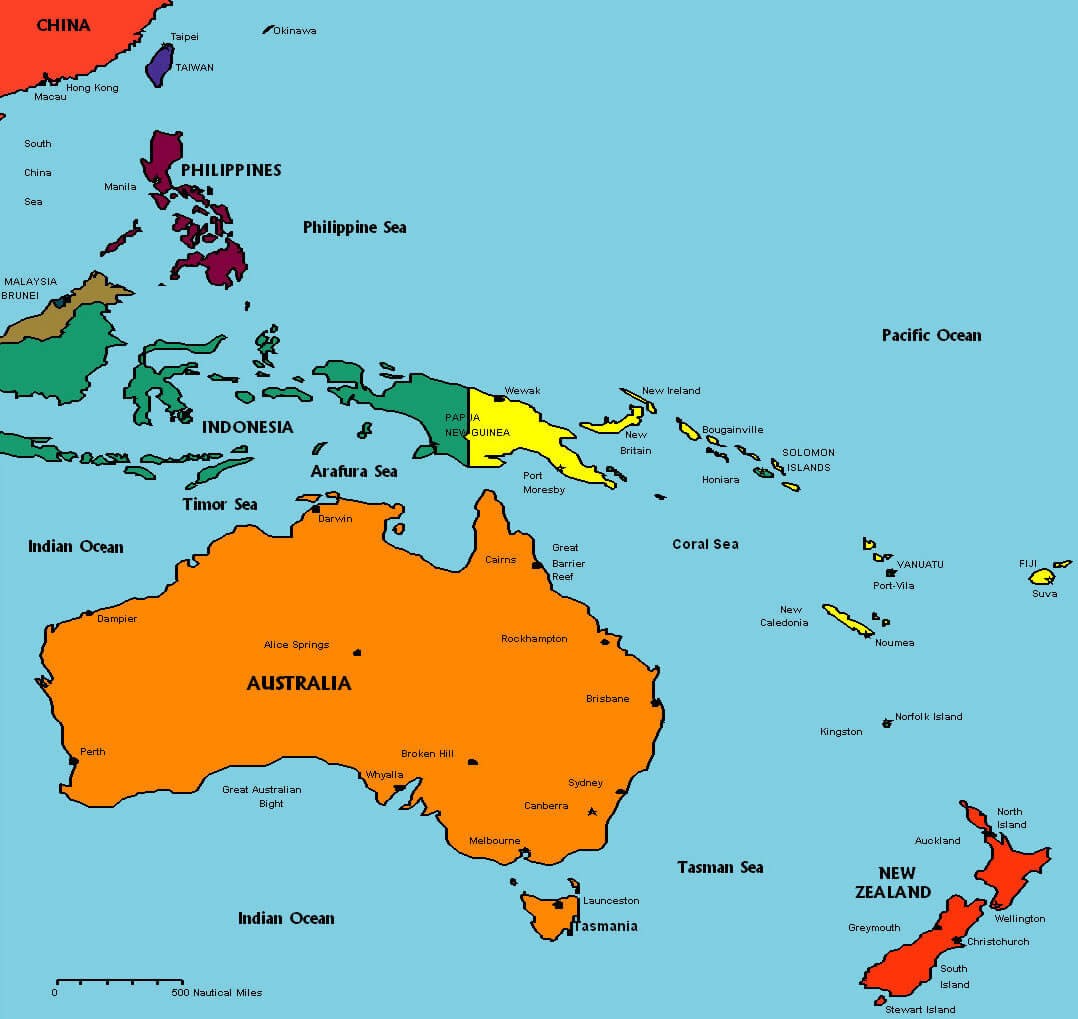 CHINA
Taipei
Okinawa
TAIWAN
Hong Kong
Macau
South
China
Sea
PHILIPPINES
Manila
Philippine Sea
MALAYSIA
BRUNEI
Pacific Ocean
Wewak
New Ireland
PAPUA
NEW GUINEA
INDONESIA
New
Britain
Bougainville
SOLOMON
ISLANDS
Honiara
Arafura Sea
Port
Moresby
Timor Sea
Darwin
Indian Ocean
Coral Sea
Cairns
Great
Barrier
Reef
VANUATU
Port-Vila
FIJI
Suva
New
Caledonia
Noumea
Dampier
Alice Springs
Rockhampton
AUSTRALIA
Brisbane
Norfolk Island
Kingston
Perth
Broken Hill
Whyalla
Great Australian
Bight
Sydney
Canberra
Melbourne
North
Island
Auckland
Tasman Sea
NEW
ZEALAND
Launceston
Tasmania
Indian Ocean
Wellington
Greymouth
Christchurch
South
Island
Stewart Island
0 500 Nautical Miles